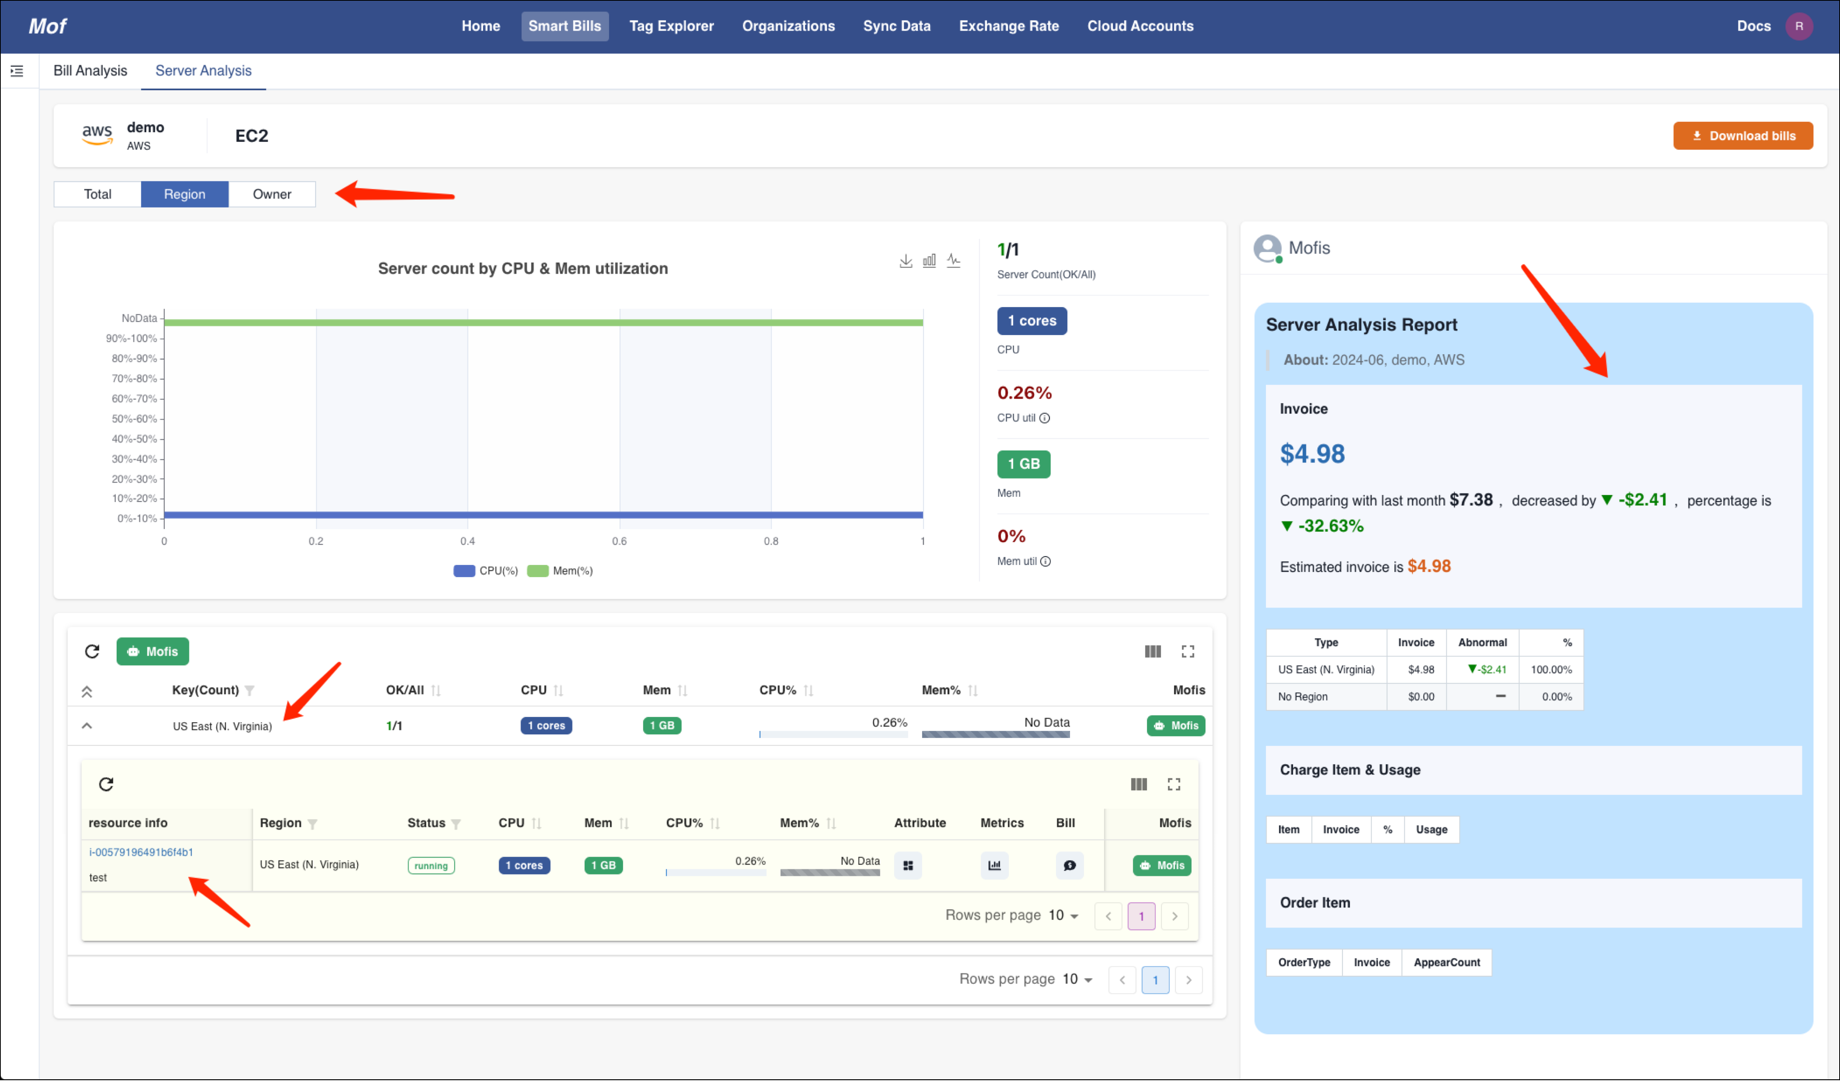 Mof
Home Smart Bills Tag Explorer Organizations Sync Data Exchange Rate Cloud Accounts
Docs R
Bill Analysis Server Analysis
aws demo
AWS
EC2
Download bills
Total Region Owner
Server count by CPU & Mem utilization
NoData
90%-100%
80%-90%
70%-80%
60%-70%
50%-60%
40%-50%
30%-40%
20%-30%
10%-20%
0%-10%
0 0.2 0.4 0.6 0.8 1
CPU(%) Mem(%)
1/1
Server Count(OK/All)
1 cores
CPU
0.26%
CPU util
1 GB
Mem
0%
Mem util
Mofis
Key(Count) OK/All CPU Mem CPU% Mem% Mofis
US East (N. Virginia) 1/1 1 cores 1 GB 0.26% No Data Mofis
resource info Region Status CPU Mem CPU% Mem% Attribute Metrics Bill Mofis
i-00579196491b6f4b1
test
US East (N. Virginia) running 1 cores 1 GB 0.26% No Data Mofis
Rows per page 10 1
Rows per page 10 1
Mofis
Server Analysis Report
About: 2024-06, demo, AWS
Invoice
$4.98
Comparing with last month $7.38 , decreased by ▼ -$2.41 , percentage is
▼ -32.63%
Estimated invoice is $4.98
Type Invoice Abnormal %
US East (N. Virginia) $4.98 ▼-$2.41 100.00%
No Region $0.00 – 0.00%
Charge Item & Usage
Item Invoice % Usage
Order Item
OrderType Invoice AppearCount